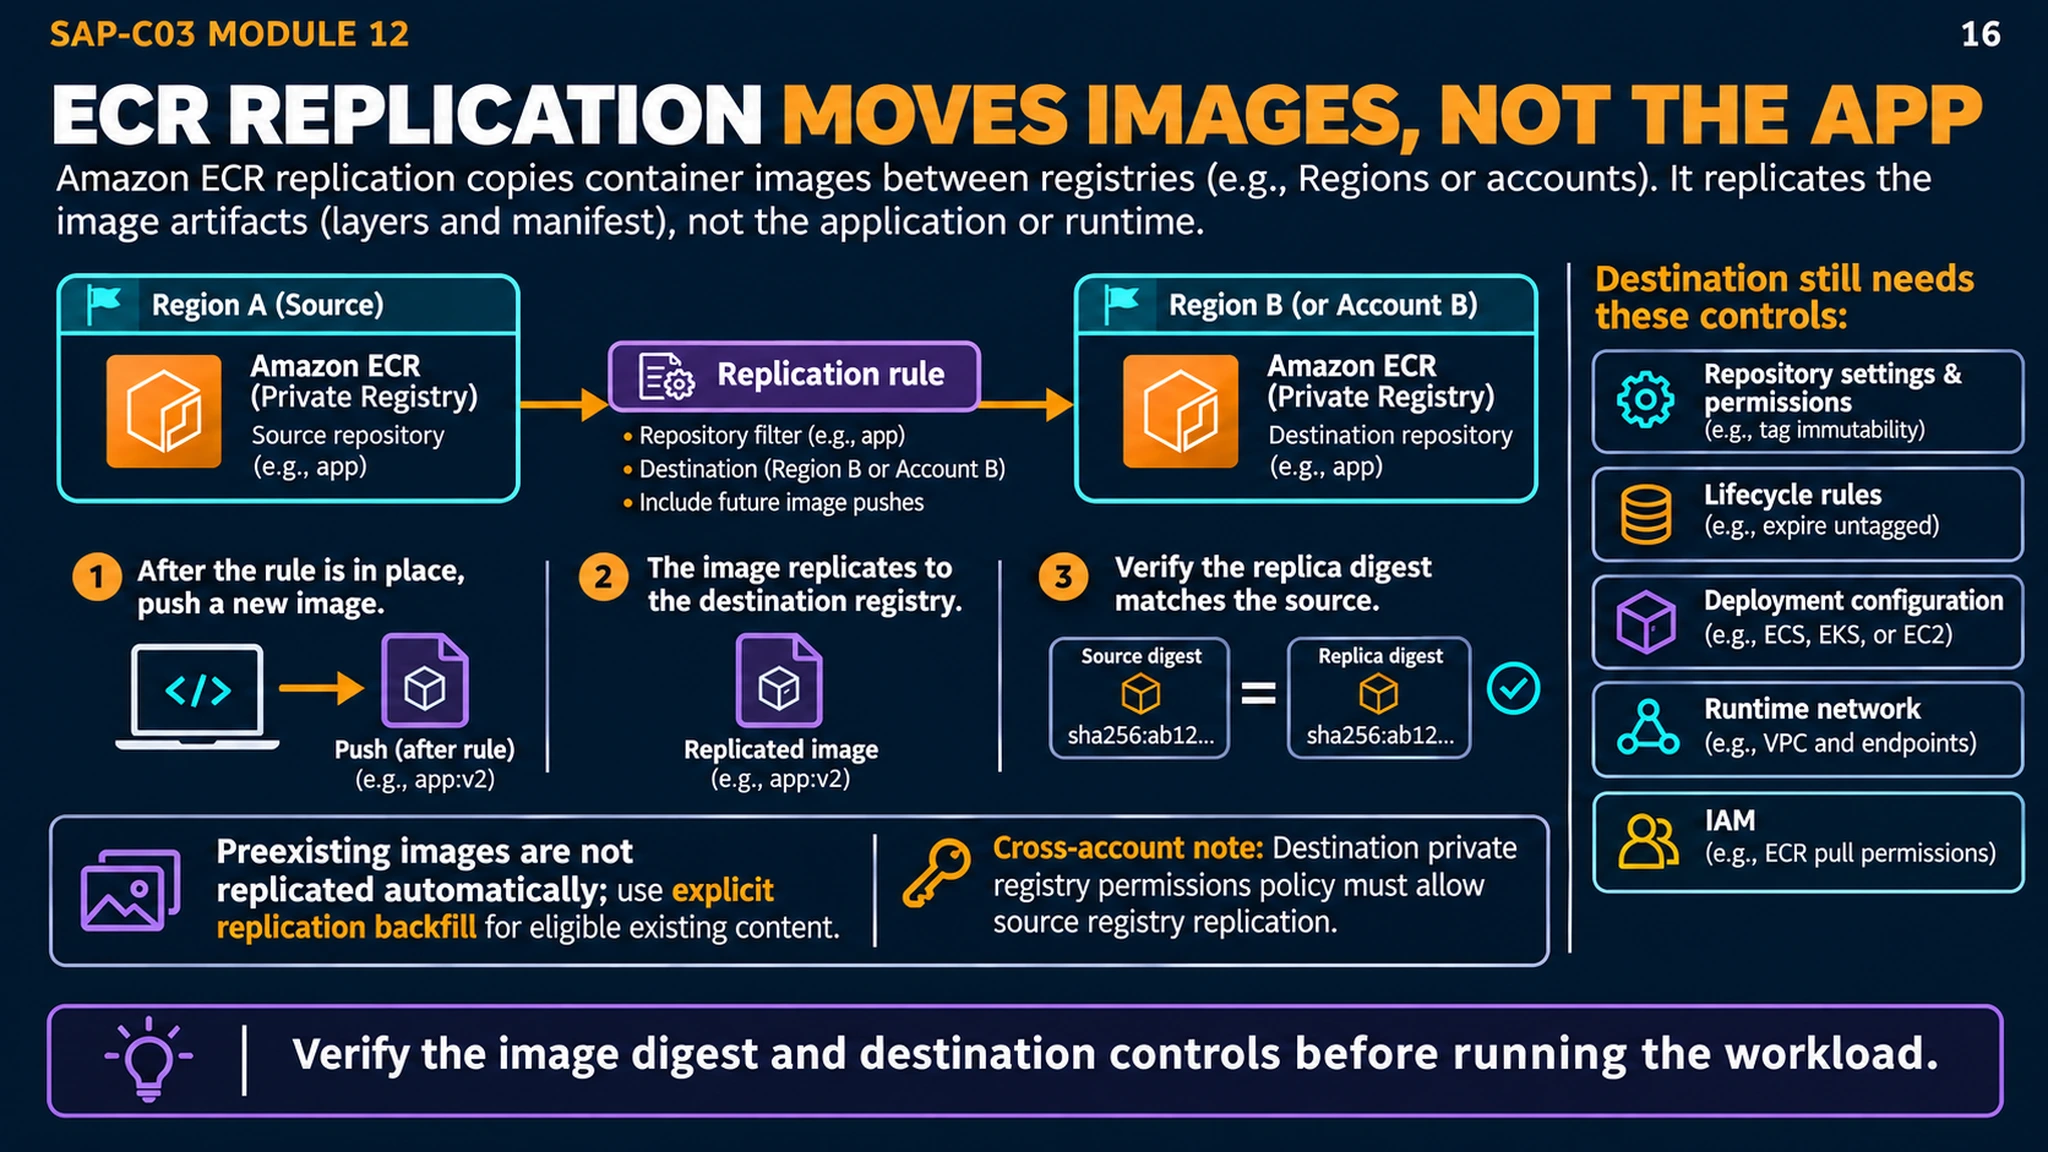 SAP-C03 MODULE 12
16
ECR REPLICATION MOVES IMAGES, NOT THE APP
Amazon ECR replication copies container images between registries (e.g., Regions or accounts). It replicates the
image artifacts (layers and manifest), not the application or runtime.
Region A (Source)
Amazon ECR
(Private Registry)
Source repository
(e.g., app)
Replication rule
• Repository filter (e.g., app)
• Destination (Region B or Account B)
• Include future image pushes
Region B (or Account B)
Amazon ECR
(Private Registry)
Destination repository
(e.g., app)
1
After the rule is in place,
push a new image.
</>
Push (after rule)
(e.g., app:v2)
2
The image replicates to
the destination registry.
Replicated image
(e.g., app:v2)
3
Verify the replica digest
matches the source.
Source digest
sha256:ab12...
=
Replica digest
sha256:ab12...
Preexisting images are not
replicated automatically; use explicit
replication backfill for eligible existing content.
Cross-account note: Destination private
registry permissions policy must allow
source registry replication.
Destination still needs
these controls:
Repository settings &
permissions
(e.g., tag immutability)
Lifecycle rules
(e.g., expire untagged)
Deployment configuration
(e.g., ECS, EKS, or EC2)
Runtime network
(e.g., VPC and endpoints)
IAM
(e.g., ECR pull permissions)
Verify the image digest and destination controls before running the workload.